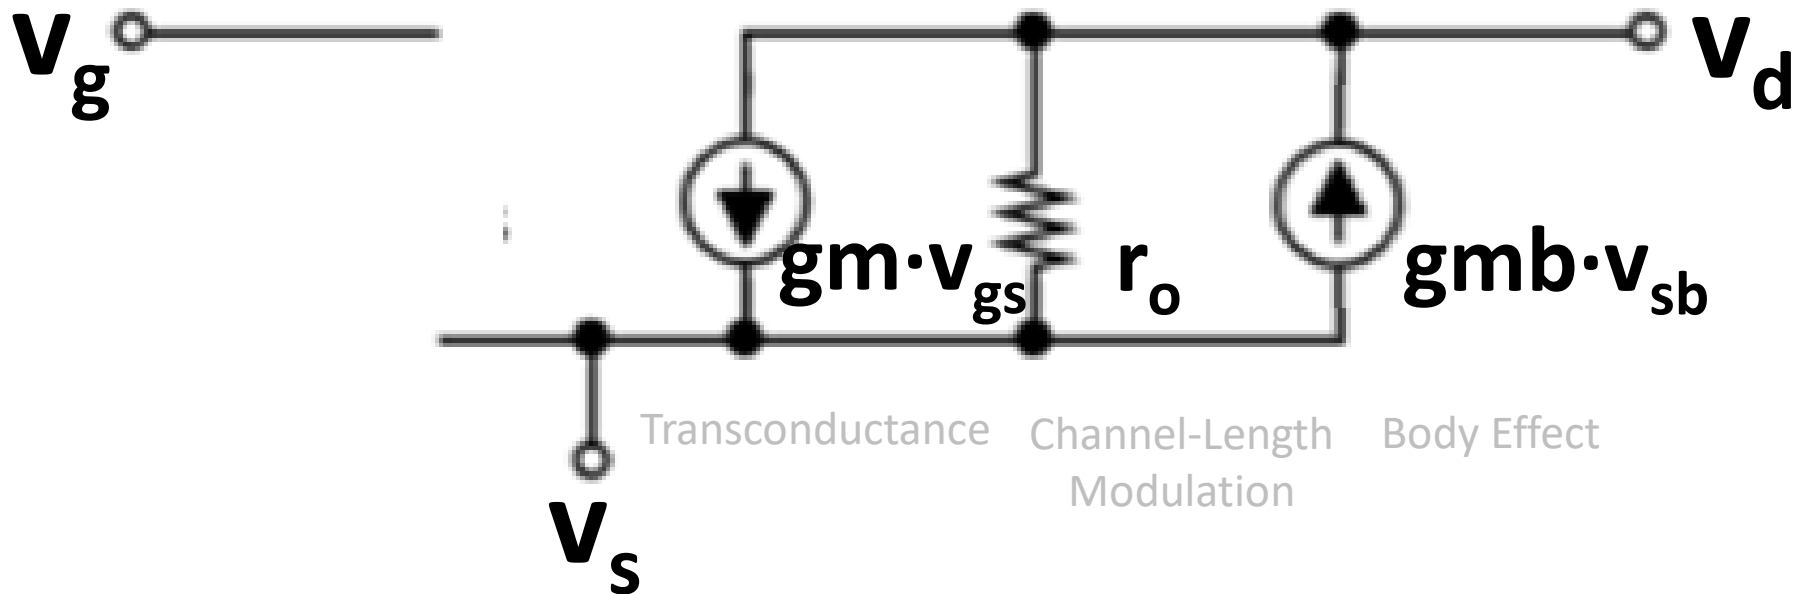 vg
vd
gm·vgs
ro
gmb·vsb
Transconductance
Channel-Length
Modulation
Body Effect
vs